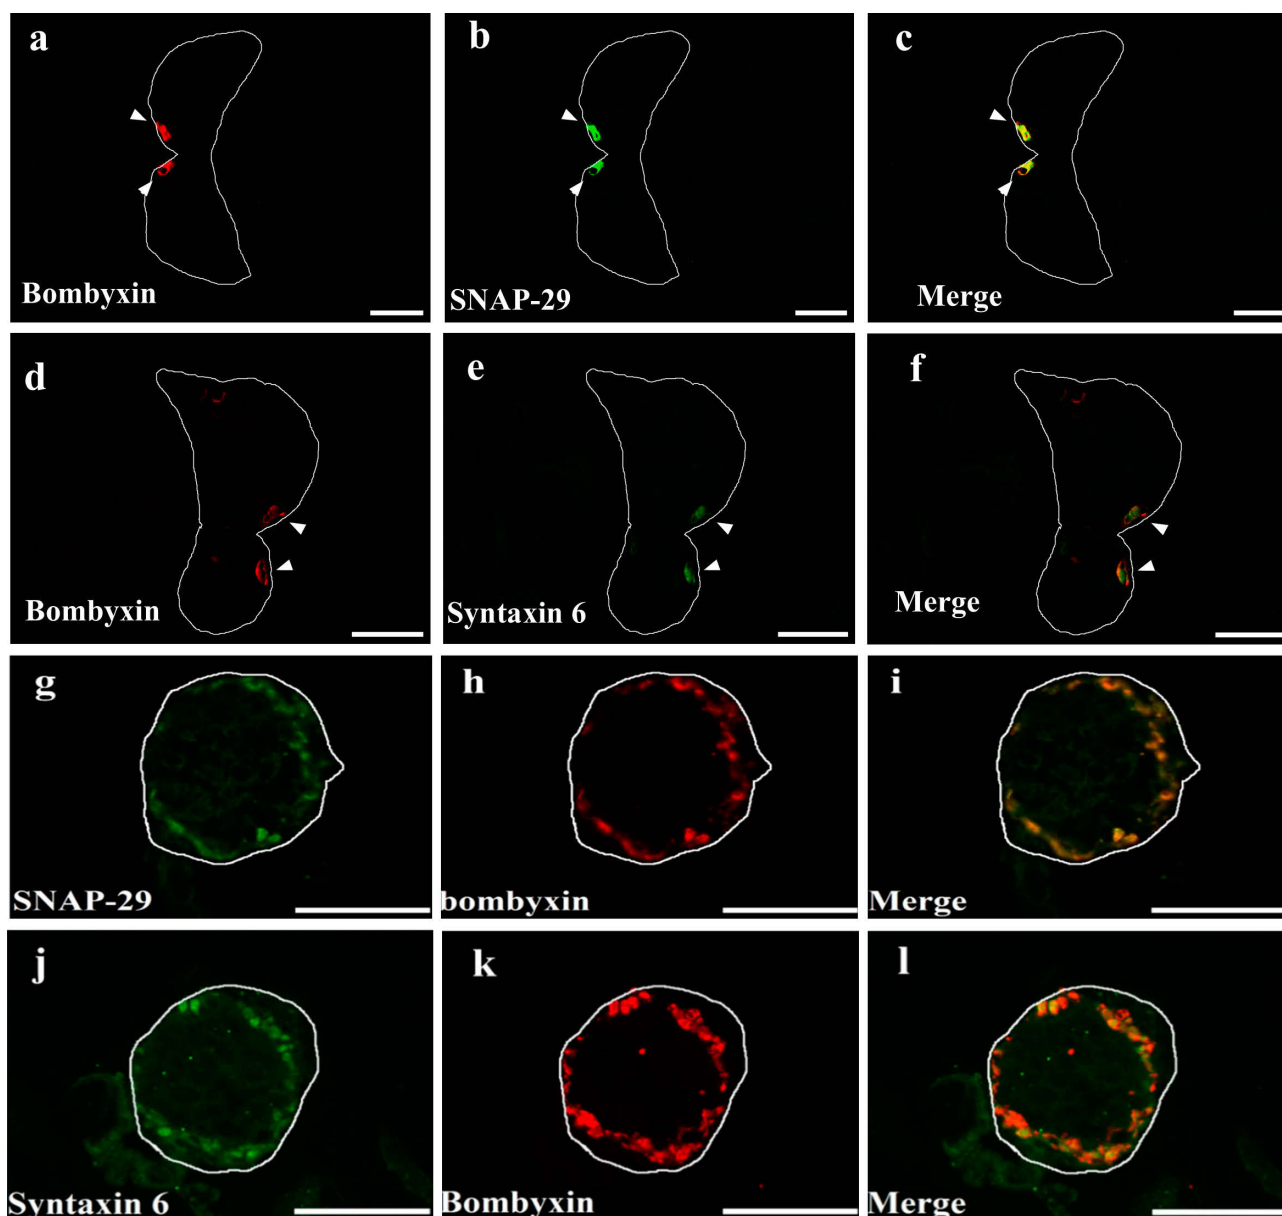 a b c
Bombyxin SNAP-29 Merge
d e f
Bombyxin Syntaxin 6 Merge
g h i
SNAP-29 bombyxin Merge
j k l
Syntaxin 6 Bombyxin Merge